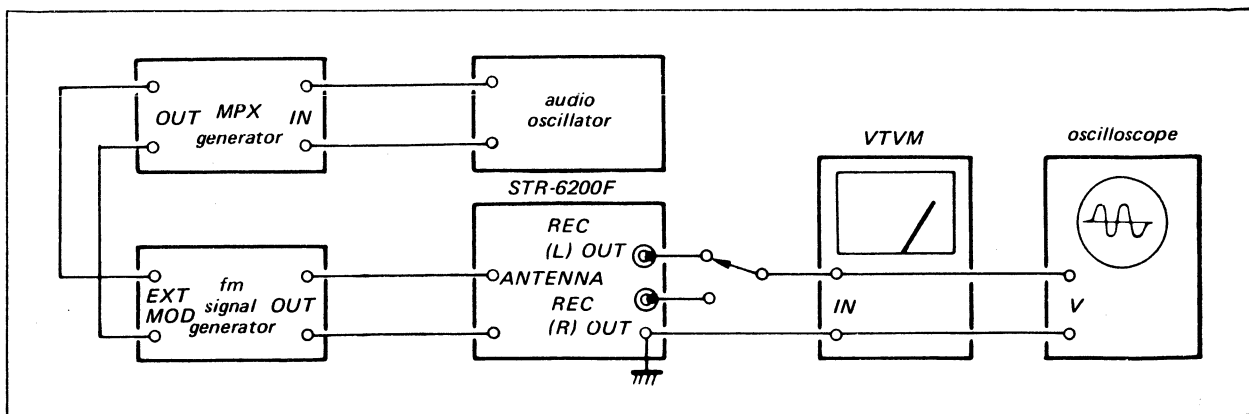 OUT MPX IN
generator
audio
oscillator
VTVM
oscilloscope
STR-6200F
REC
(L) OUT
ANTENNA
REC
(R) OUT
EXT
MOD
fm
signal OUT
generator
IN
V